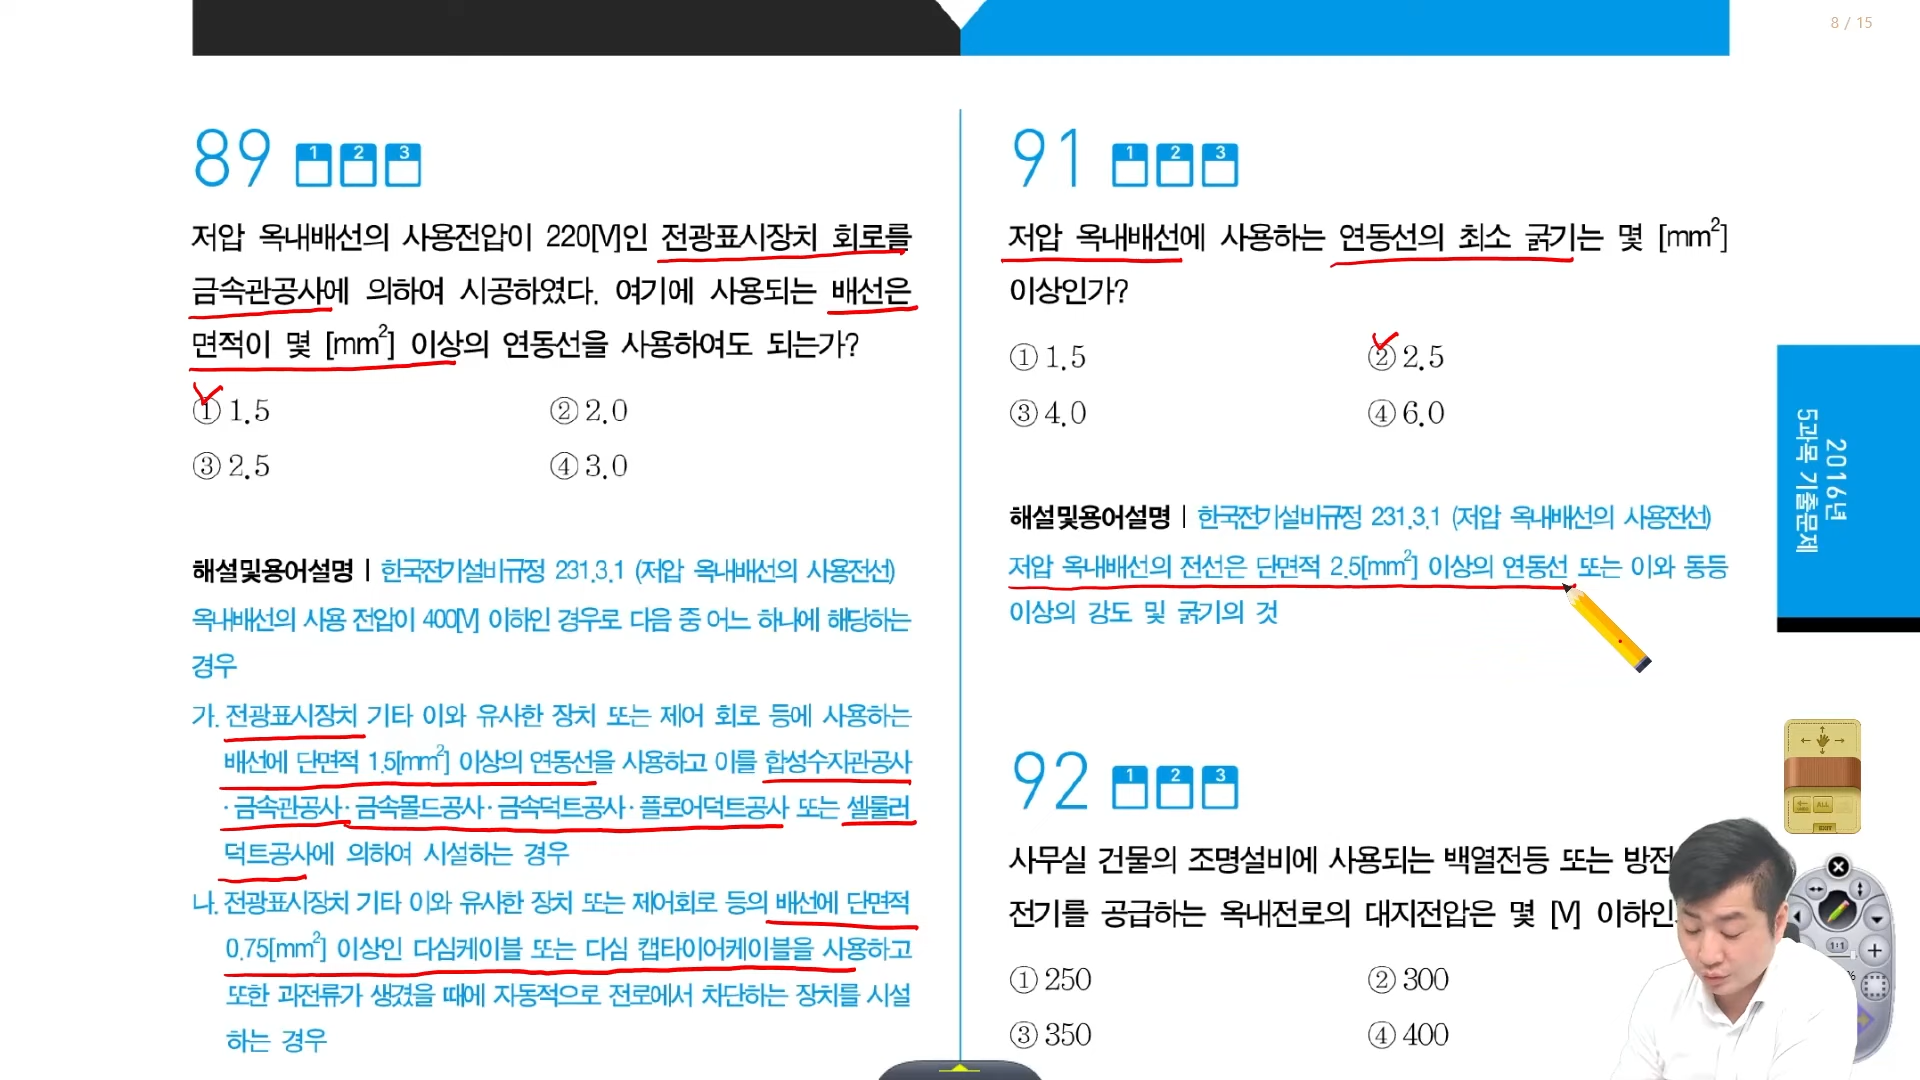 8 / 15
89 1 2 3
저압 옥내배선의 사용전압이 220[V]인 전광표시장치 회로를
금속관공사에 의하여 시공하였다. 여기에 사용되는 배선은
면적이 몇 [mm²] 이상의 연동선을 사용하여도 되는가?
① 1.5 ② 2.0
③ 2.5 ④ 3.0
해설및용어설명 | 한국전기설비규정 231.3.1 (저압 옥내배선의 사용전선)
옥내배선의 사용 전압이 400[V] 이하인 경우로 다음 중 어느 하나에 해당하는
경우
가. 전광표시장치 기타 이와 유사한 장치 또는 제어 회로 등에 사용하는
배선에 단면적 1.5[mm²] 이상의 연동선을 사용하고 이를 합성수지관공사
·금속관공사·금속몰드공사·금속덕트공사·플로어덕트공사 또는 셀룰러
덕트공사에 의하여 시설하는 경우
나. 전광표시장치 기타 이와 유사한 장치 또는 제어회로 등의 배선에 단면적
0.75[mm²] 이상인 다심케이블 또는 다심 캡타이어케이블을 사용하고
또한 과전류가 생겼을 때에 자동적으로 전로에서 차단하는 장치를 시설
하는 경우
91 1 2 3
저압 옥내배선에 사용하는 연동선의 최소 굵기는 몇 [mm²]
이상인가?
① 1.5 ② 2.5
③ 4.0 ④ 6.0
해설및용어설명 | 한국전기설비규정 231.3.1 (저압 옥내배선의 사용전선)
저압 옥내배선의 전선은 단면적 2.5[mm²] 이상의 연동선 또는 이와 동등
이상의 강도 및 굵기의 것
92 1 2 3
사무실 건물의 조명설비에 사용되는 백열전등 또는 방전
전기를 공급하는 옥내전로의 대지전압은 몇 [V] 이하인
① 250 ② 300
③ 350 ④ 400
2016년
5과목 기출문제
ALL
EXIT
1:1
%